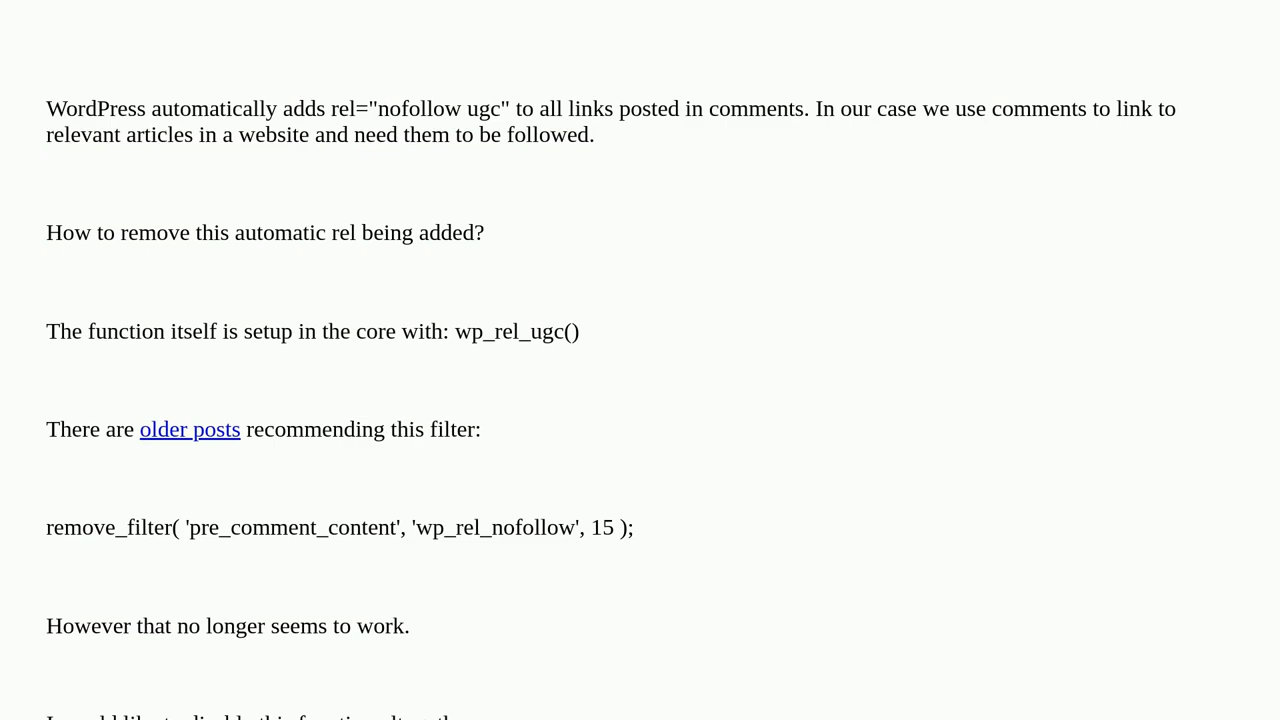 WordPress automatically adds rel="nofollow ugc" to all links posted in comments. In our case we use comments to link to
relevant articles in a website and need them to be followed.
How to remove this automatic rel being added?
The function itself is setup in the core with: wp_rel_ugc()
There are older posts recommending this filter:
remove_filter( 'pre_comment_content', 'wp_rel_nofollow', 15 );
However that no longer seems to work.